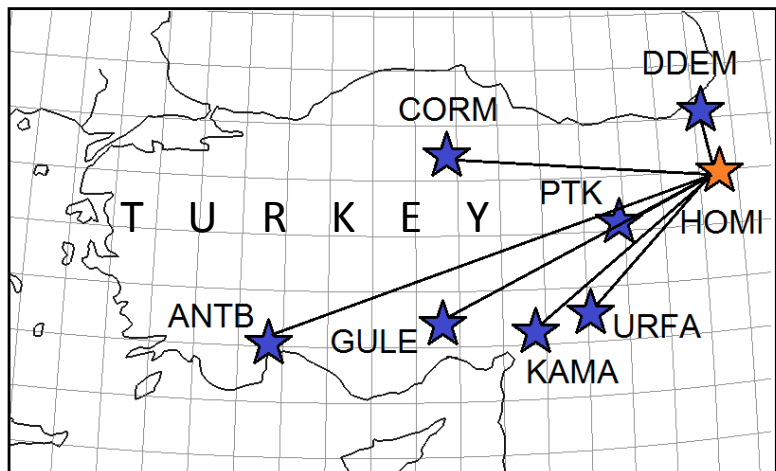 DDEM
CORM
PTK
HOMI
T U R K E Y
ANTB
GULE
URFA
KAMA